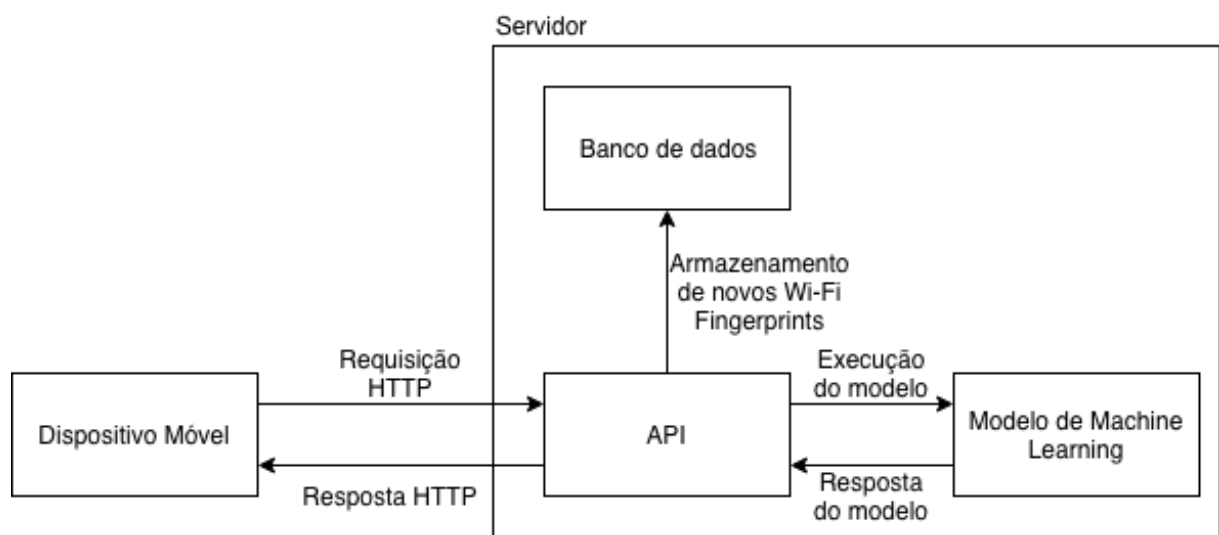 Servidor
Banco de dados
Armazenamento
de novos Wi-Fi
Fingerprints
Requisição
HTTP
Execução
do modelo
Dispositivo Móvel
API
Modelo de Machine
Learning
Resposta HTTP
Resposta
do modelo